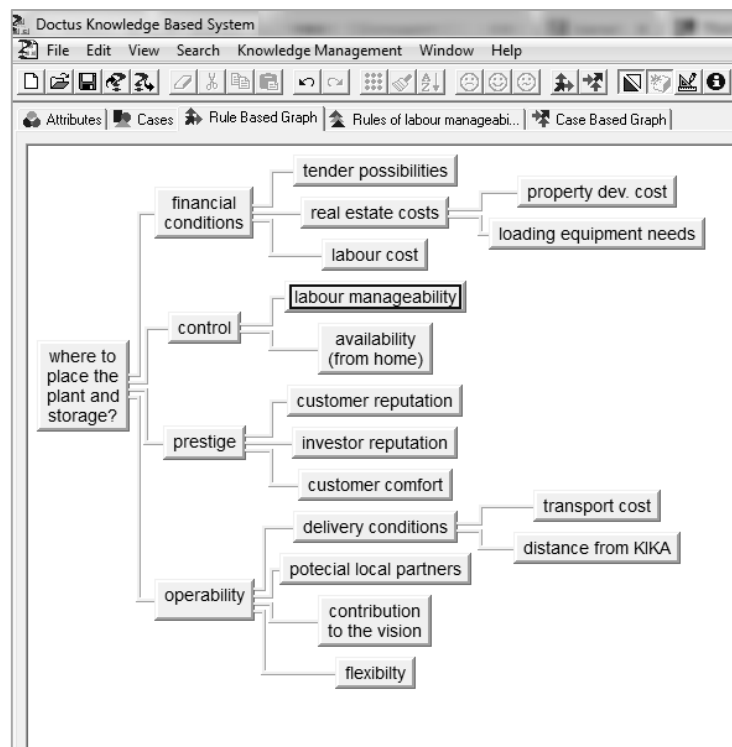 Doctus Knowledge Based System
File Edit View Search Knowledge Management Window Help
Attributes Cases Rule Based Graph Rules of labour manageabi... Case Based Graph
tender possibilities
financial
conditions
real estate costs
property dev. cost
loading equipment needs
labour cost
labour manageability
control
availability
(from home)
where to
place the
plant and
storage?
customer reputation
prestige
investor reputation
customer comfort
transport cost
delivery conditions
distance from KIKA
potecial local partners
operability
contribution
to the vision
flexibilty